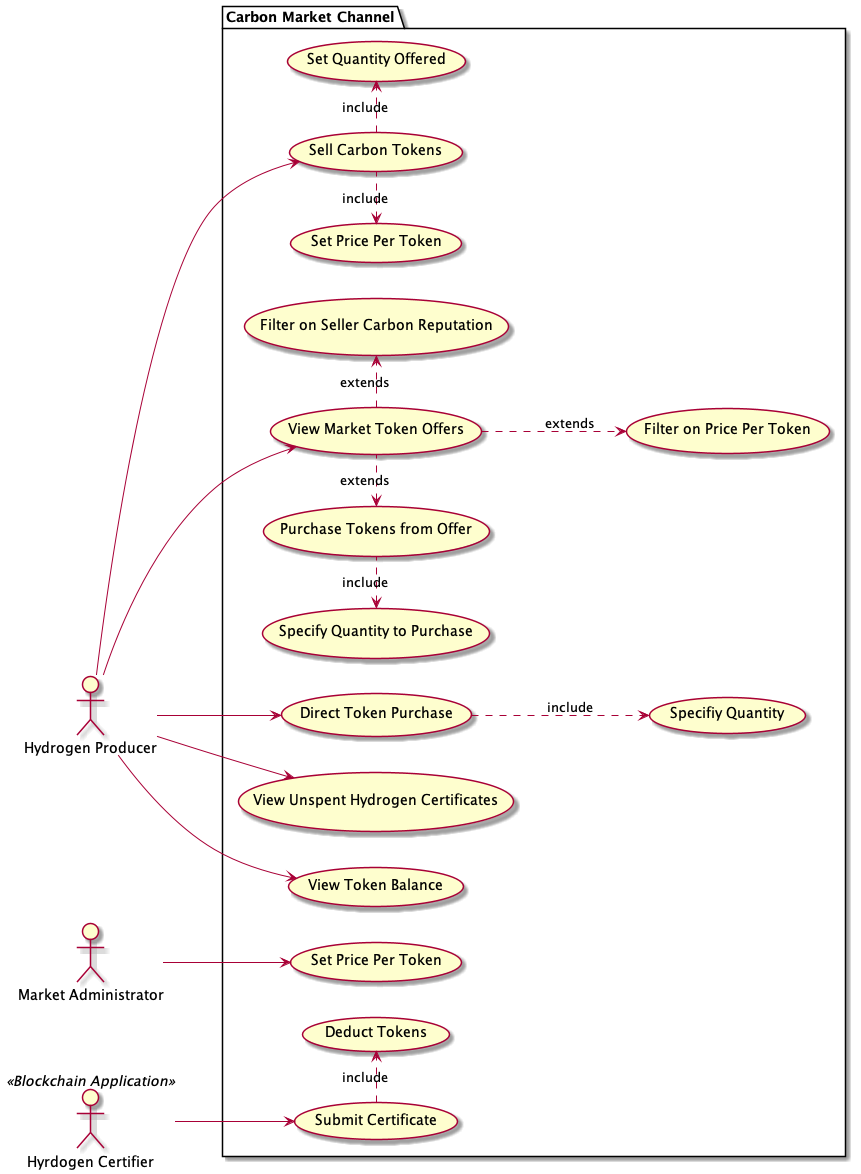 Carbon Market Channel
Set Quantity Offered
include
Sell Carbon Tokens
include
Set Price Per Token
Filter on Seller Carbon Reputation
extends
View Market Token Offers
extends
Filter on Price Per Token
extends
Purchase Tokens from Offer
include
Specify Quantity to Purchase
Hydrogen Producer
Direct Token Purchase
include
Specifiy Quantity
View Unspent Hydrogen Certificates
View Token Balance
Market Administrator
Set Price Per Token
Deduct Tokens
include
«Blockchain Application»
Submit Certificate
Hyrdogen Certifier